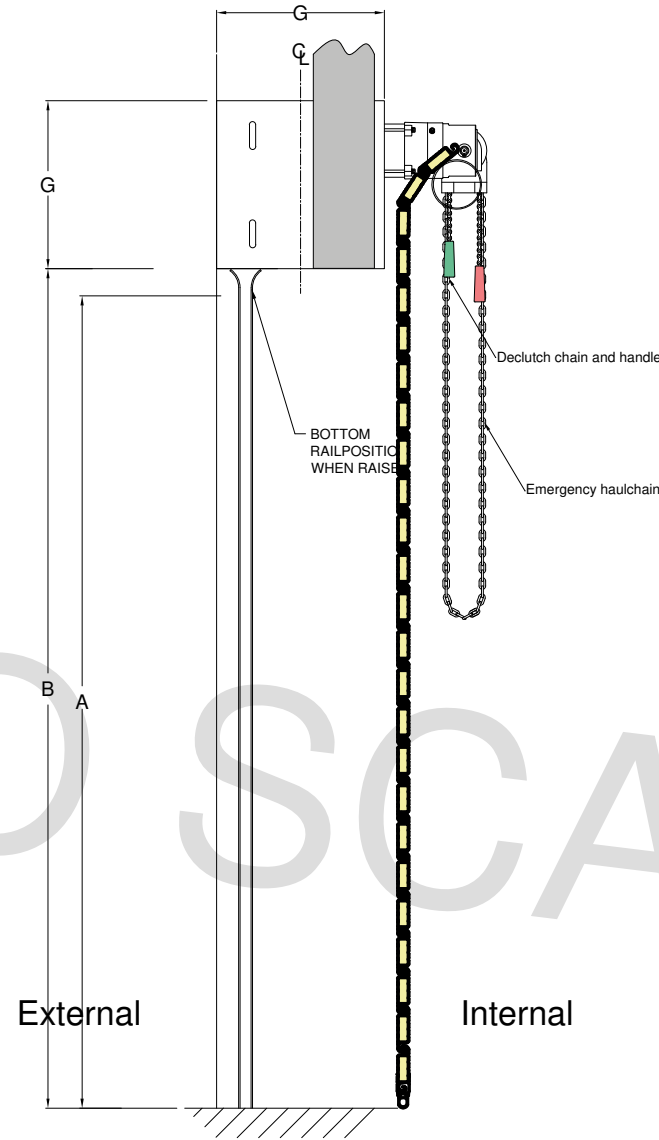 G
CL
G
Declutch chain and handle
BOTTOM
RAILPOSITIO
WHEN RAISE
Emergency haulchain
B
A
O SCA
External
Internal